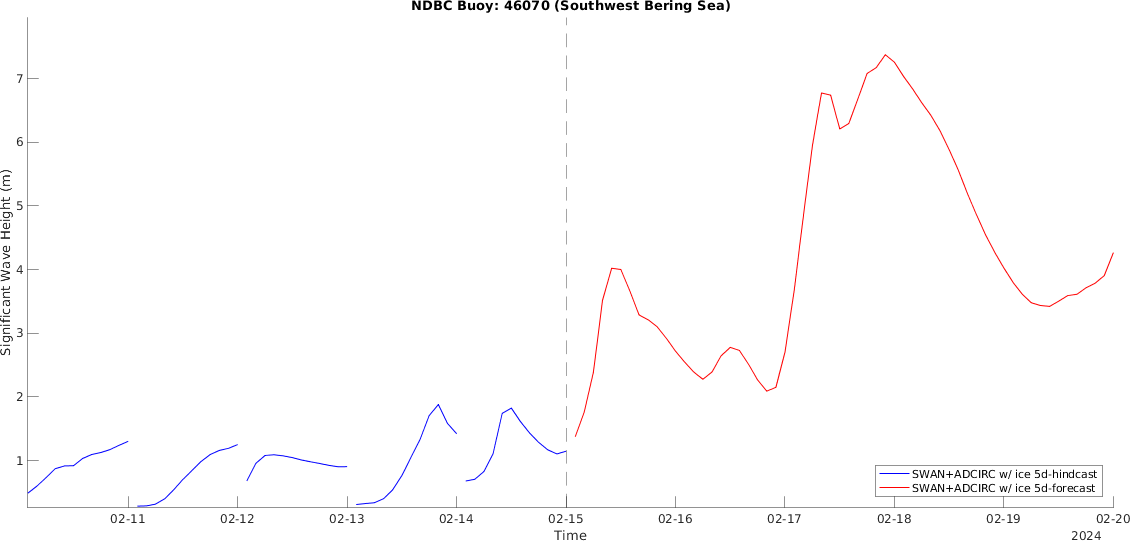 NDBC Buoy: 46070 (Southwest Bering Sea)
Significant Wave Height (m)
7
6
5
4
3
2
1
SWAN+ADCIRC w/ ice 5d-hindcast
SWAN+ADCIRC w/ ice 5d-forecast
02-11 02-12 02-13 02-14 02-15 02-16 02-17 02-18 02-19 02-20
Time
2024